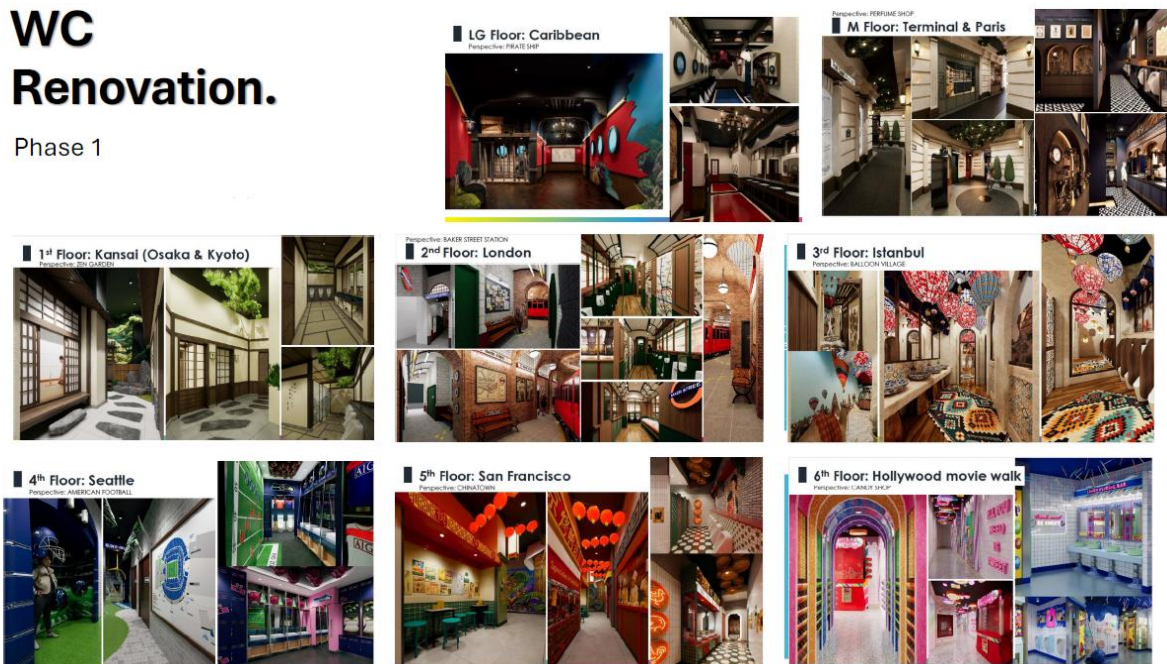 WC
Renovation.
Phase 1
LG Floor: Caribbean
Perspective: PIRATE SHIP
Perspective: PERFUME SHOP
M Floor: Terminal & Paris
1st Floor: Kansai (Osaka & Kyoto)
Perspective: ZEN GARDEN
Perspective: BAKER STREET STATION
2nd Floor: London
3rd Floor: Istanbul
Perspective: BALLOON VILLAGE
4th Floor: Seattle
Perspective: AMERICAN FOOTBALL
AIG
5th Floor: San Francisco
Perspective: CHINATOWN
6th Floor: Hollywood movie walk
Perspective: CANDY SHOP